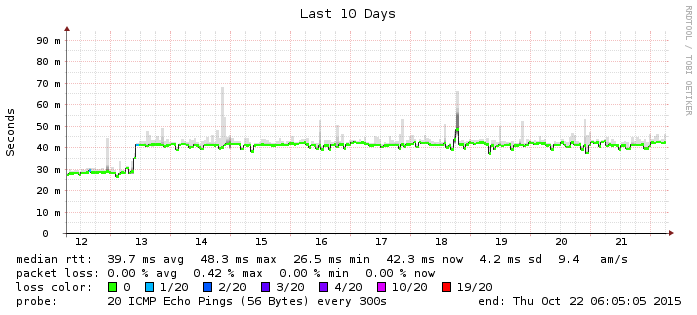 Last 10 Days
RRDTOOL / TOBI OETIKER
Seconds
90 m
80 m
70 m
60 m
50 m
40 m
30 m
20 m
10 m
0
12 13 14 15 16 17 18 19 20 21
median rtt: 39.7 ms avg 48.3 ms max 26.5 ms min 42.3 ms now 4.2 ms sd 9.4 am/s
packet loss: 0.00 % avg 0.42 % max 0.00 % min 0.00 % now
loss color: 0 1/20 2/20 3/20 4/20 10/20 19/20
probe: 20 ICMP Echo Pings (56 Bytes) every 300s end: Thu Oct 22 06:05:05 2015